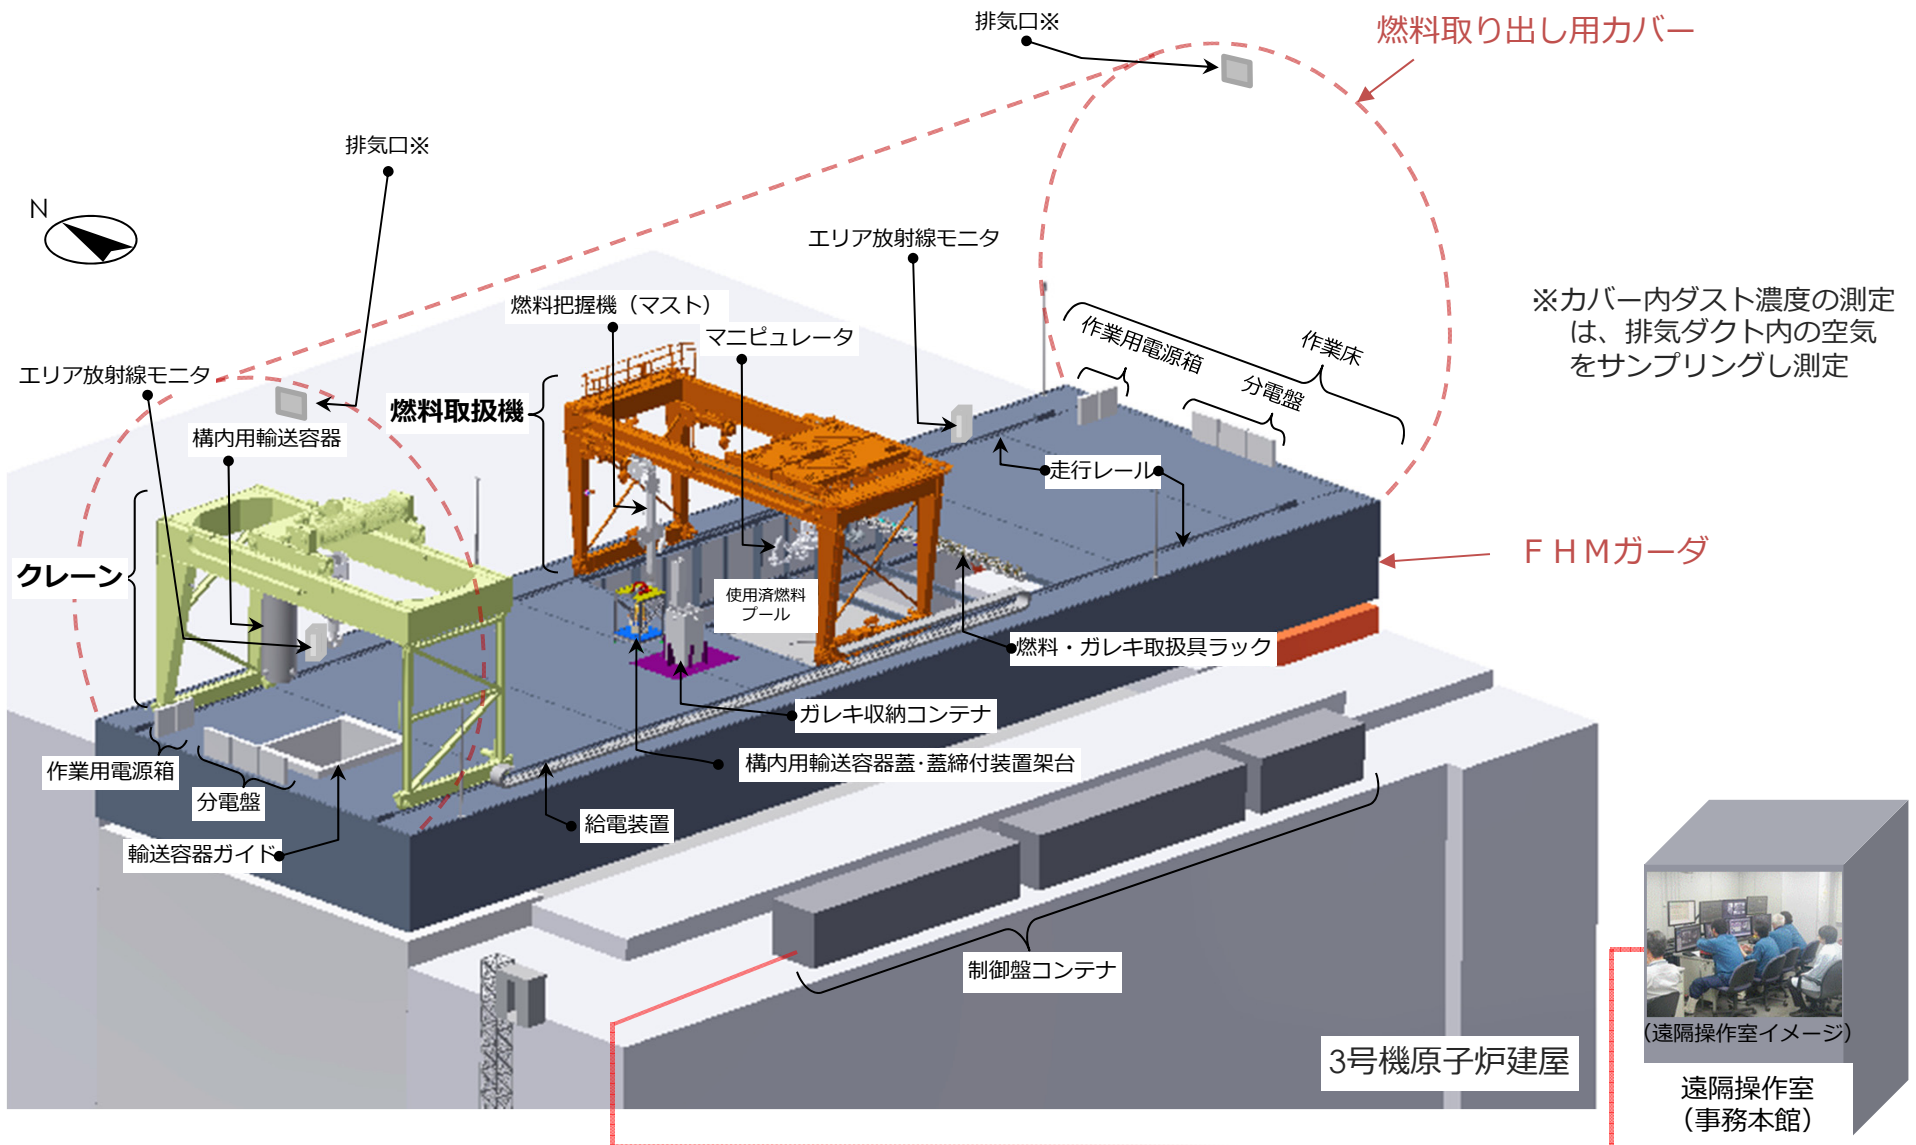 排気口※
燃料取り出し用カバー
排気口※
N
エリア放射線モニタ
※カバー内ダスト濃度の測定
は、排気ダクト内の空気
をサンプリングし測定
燃料把握機（マスト）
マニピュレータ
作業用電源箱
作業床
エリア放射線モニタ
分電盤
燃料取扱機
構内用輸送容器
走行レール
クレーン
FHMガーダ
使用済燃料
プール
燃料・ガレキ取扱具ラック
ガレキ収納コンテナ
作業用電源箱
構内用輸送容器蓋･蓋締付装置架台
分電盤
給電装置
輸送容器ガイド
制御盤コンテナ
（遠隔操作室イメージ）
3号機原子炉建屋
遠隔操作室
（事務本館）